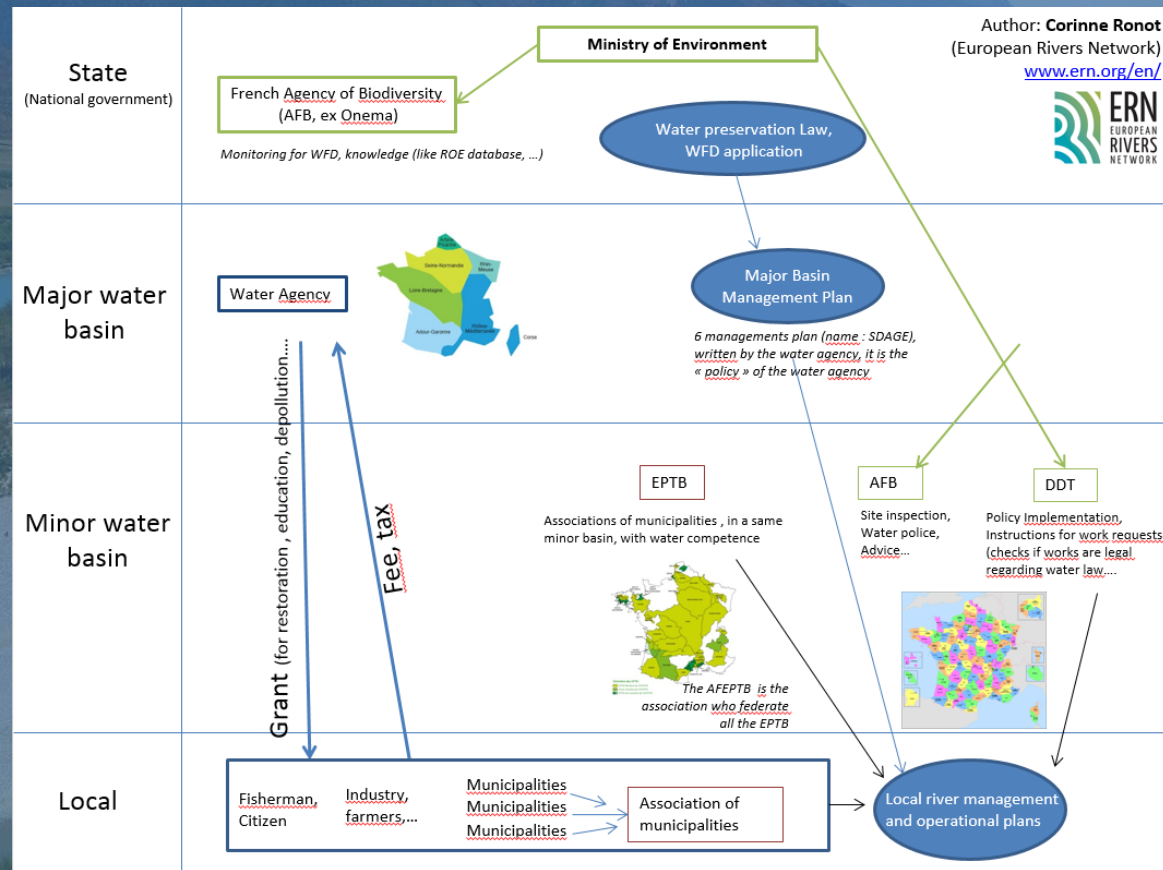 Author: Corinne Ronot
(European Rivers Network)
www.ern.org/en/
ERN
EUROPEAN
RIVERS
NETWORK
State
(National government)
Ministry of Environment
French Agency of Biodiversity
(AFB, ex Onema)
Monitoring for WFD, knowledge (like ROE database, …)
Water preservation Law,
WFD application
Major water
basin
Water Agency
Seine-Normandie
Loire-Bretagne
Adour-Garonne
Corse
Major Basin
Management Plan
6 managements plan (name : SDAGE),
written by the water agency, it is the
« policy » of the water agency
Grant (for restoration , education, depollution….
Fee, tax
Minor water
basin
EPTB
Associations of municipalities , in a same
minor basin, with water competence
The AFEPTB is the
association who federate
all the EPTB
AFB
Site inspection,
Water police,
Advice…
DDT
Policy Implementation,
Instructions for work requests
(checks if works are legal
regarding water law….
Local
Fisherman,
Citizen
Industry,
farmers,…
Municipalities
Municipalities
Municipalities
Association of
municipalities
Local river management
and operational plans